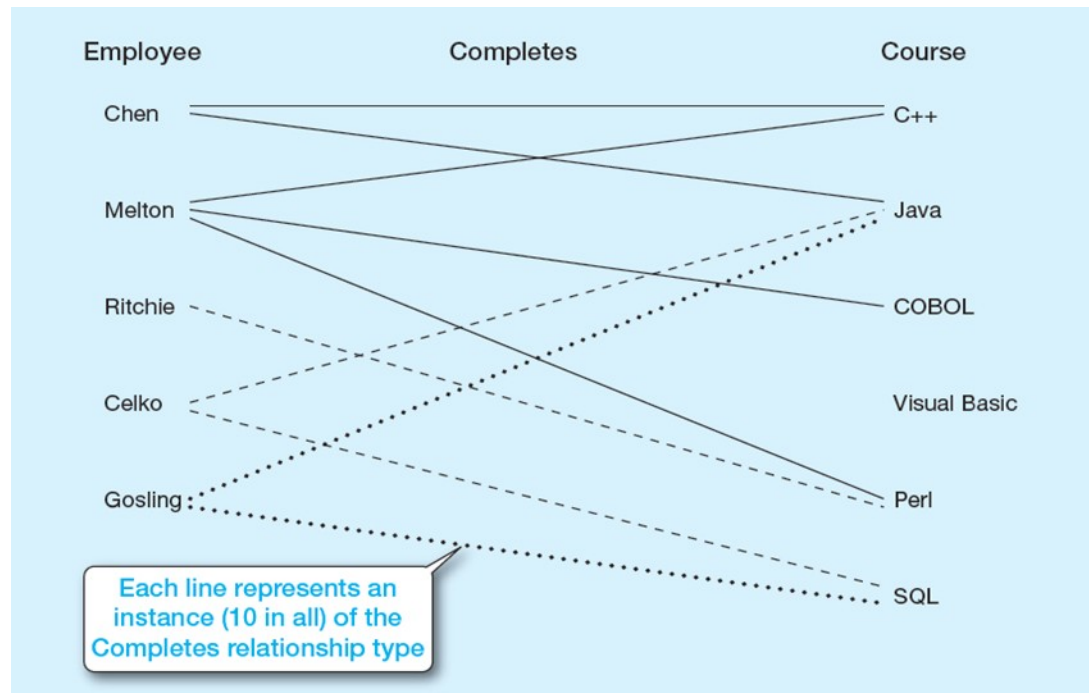 Employee Completes Course
Chen C++
Melton Java
Ritchie COBOL
Celko Visual Basic
Gosling Perl
SQL
Each line represents an
instance (10 in all) of the
Completes relationship type